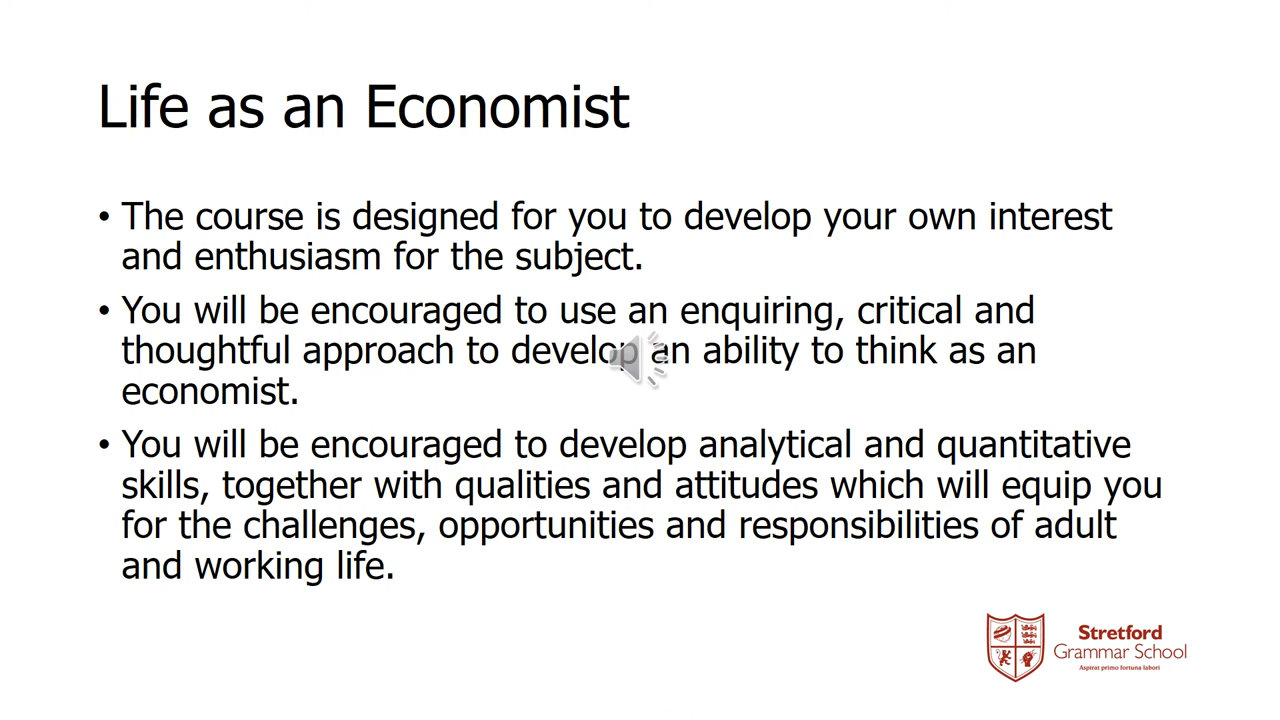 Life as an Economist
• The course is designed for you to develop your own interest
and enthusiasm for the subject.
• You will be encouraged to use an enquiring, critical and
thoughtful approach to develop an ability to think as an
economist.
• You will be encouraged to develop analytical and quantitative
skills, together with qualities and attitudes which will equip you
for the challenges, opportunities and responsibilities of adult
and working life.
Stretford
Grammar School
Aspirat primo fortuna labori